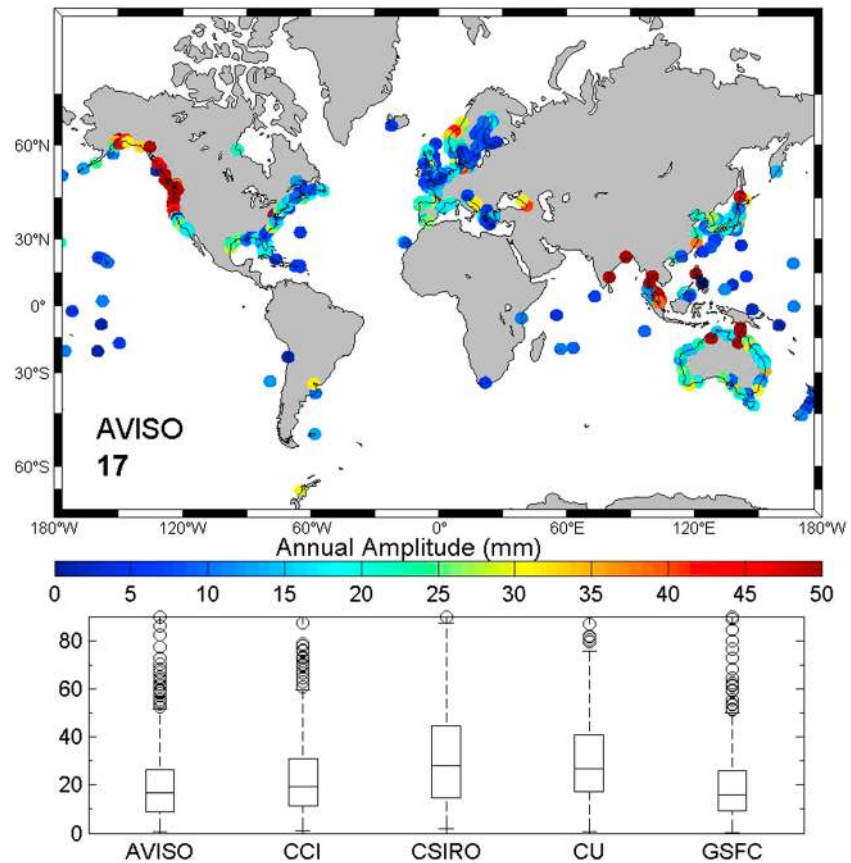 60°N
30°N
0°
30°S
60°S
AVISO
17
180°W 120°W 60°W 0° 60°E 120°E 180°W
Annual Amplitude (mm)
0 5 10 15 20 25 30 35 40 45 50
80
60
40
20
0
AVISO CCI CSIRO CU GSFC